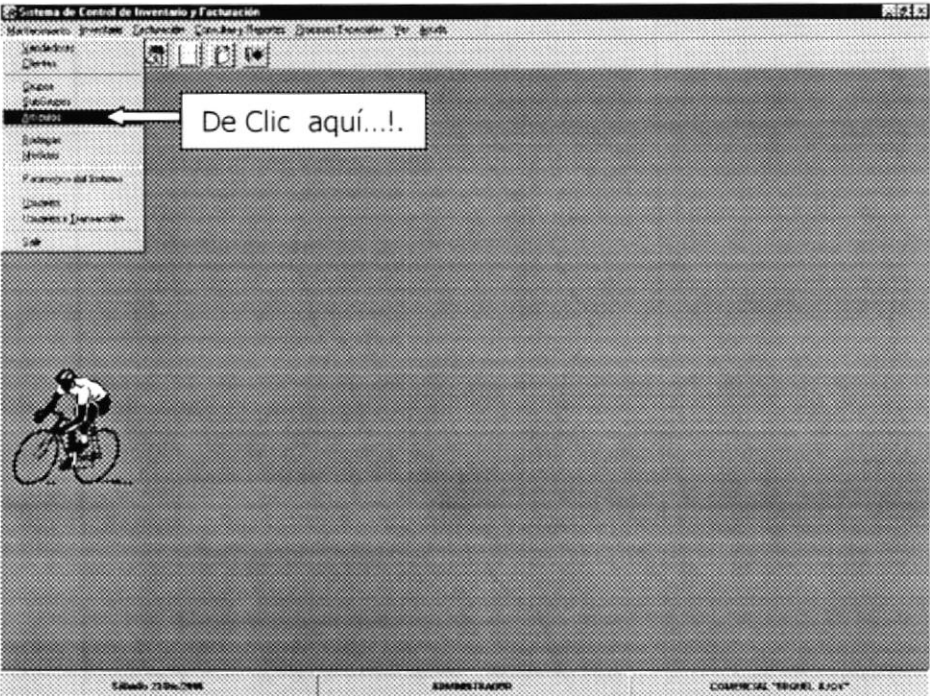 Sistema de Control de Inventario y Facturación
Mantenimiento Inventario Facturación Consultas y Reportes Procesos Especiales Ver Ayuda
Vendedores
Clientes
Grupos
SubGrupos
Artículos
De Clic aquí...!.
Bodegas
Medidas
Parametros del Sistema
Usuarios
Usuarios x Transacción
Salir
ADMINISTRADOR